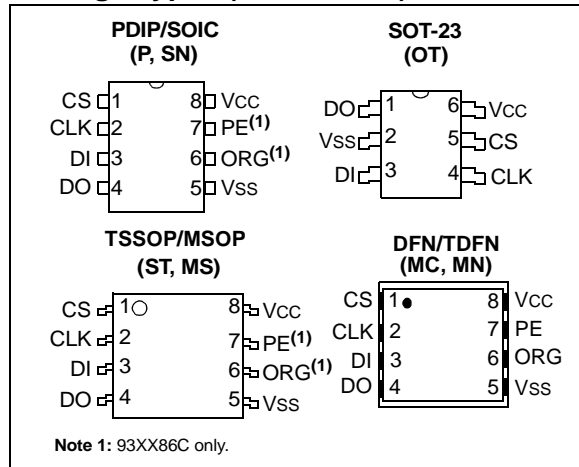 PDIP/SOIC
(P, SN)
CS 1 8 VCC
CLK 2 7 PE(1)
DI 3 6 ORG(1)
DO 4 5 VSS
SOT-23
(OT)
DO 1 6 VCC
VSS 2 5 CS
DI 3 4 CLK
TSSOP/MSOP
(ST, MS)
CS 1 8 VCC
CLK 2 7 PE(1)
DI 3 6 ORG(1)
DO 4 5 VSS
DFN/TDFN
(MC, MN)
CS 1 8 VCC
CLK 2 7 PE
DI 3 6 ORG
DO 4 5 VSS
Note 1: 93XX86C only.